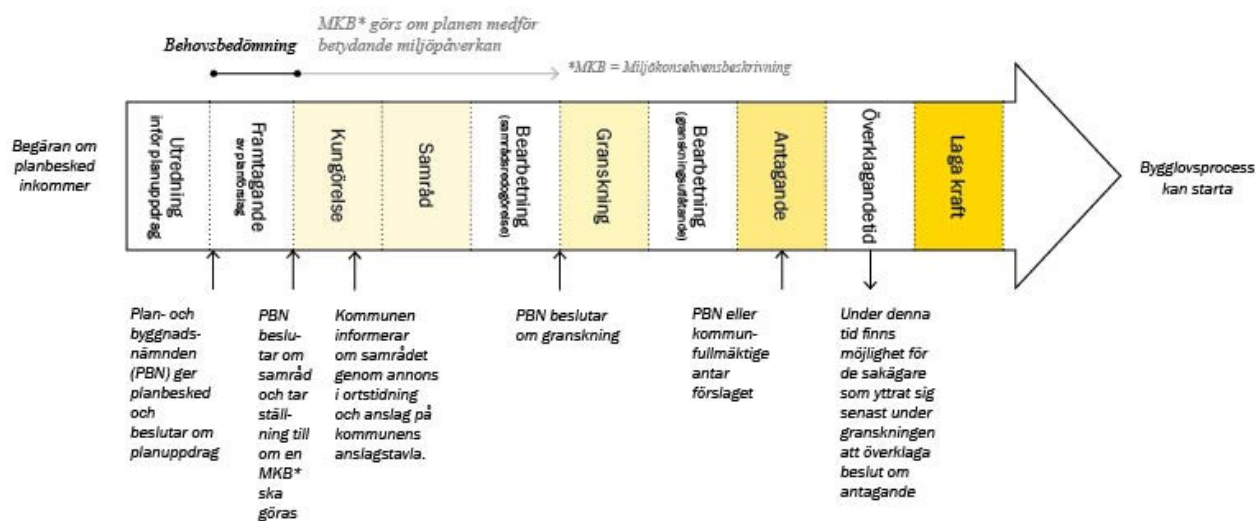 MKB* görs om planen medför
betydande miljöpåverkan
Behovsbedömning
*MKB = Miljökonsekvensbeskrivning
Begäran om
planbesked
inkommer
Utredning
inför planuppdrag
Framtagande
av planförslag
Kungörelse
Samråd
Bearbetning
(samrådsredogörelse)
Granskning
Bearbetning
(granskningsutlåtande)
Antagande
Överklagandetid
Laga kraft
Bygglovsprocess
kan starta
Plan- och
byggnads-
nämnden
(PBN) ger
planbesked
och
beslutar om
planuppdrag
PBN
beslu-
tar om
samråd
och tar
ställ-
ning till
om en
MKB*
ska
göras
Kommunen
informerar
om samrådet
genom annons
i ortstidning
och anslag på
kommunens
anslagstavla.
PBN beslutar
om granskning
PBN eller
kommun-
fullmäktige
antar
förslaget
Under denna
tid finns
möjlighet för
de sakägare
som yttrat sig
senast under
granskningen
att överklaga
beslut om
antagande